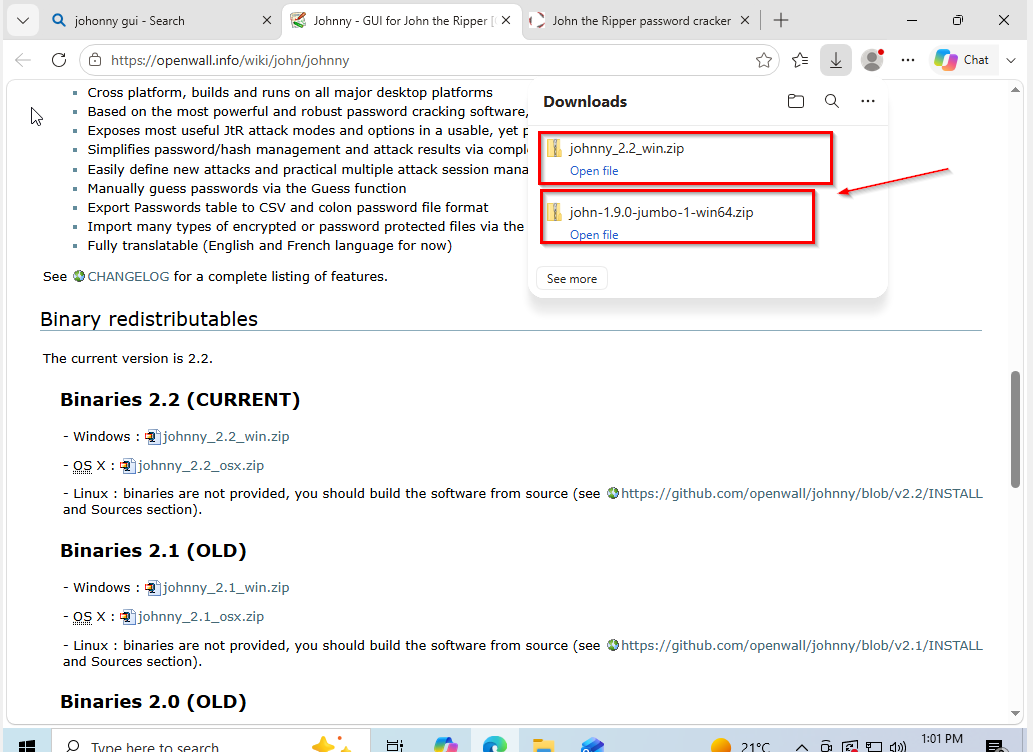 johonny gui - Search
Johnny - GUI for John the Ripper [
John the Ripper password cracker
https://openwall.info/wiki/john/johnny
Chat
Cross platform, builds and runs on all major desktop platforms
Based on the most powerful and robust password cracking software,
Exposes most useful JtR attack modes and options in a usable, yet p
Simplifies password/hash management and attack results via compl
Easily define new attacks and practical multiple attack session mana
Manually guess passwords via the Guess function
Export Passwords table to CSV and colon password file format
Import many types of encrypted or password protected files via the
Fully translatable (English and French language for now)
Downloads
johnny_2.2_win.zip
Open file
john-1.9.0-jumbo-1-win64.zip
Open file
See more
See CHANGELOG for a complete listing of features.
Binary redistributables
The current version is 2.2.
Binaries 2.2 (CURRENT)
- Windows : johnny_2.2_win.zip
- OS X : johnny_2.2_osx.zip
- Linux : binaries are not provided, you should build the software from source (see https://github.com/openwall/johnny/blob/v2.2/INSTALL
and Sources section).
Binaries 2.1 (OLD)
- Windows : johnny_2.1_win.zip
- OS X : johnny_2.1_osx.zip
- Linux : binaries are not provided, you should build the software from source (see https://github.com/openwall/johnny/blob/v2.1/INSTALL
and Sources section).
Binaries 2.0 (OLD)
Type here to search
21°C
1:01 PM